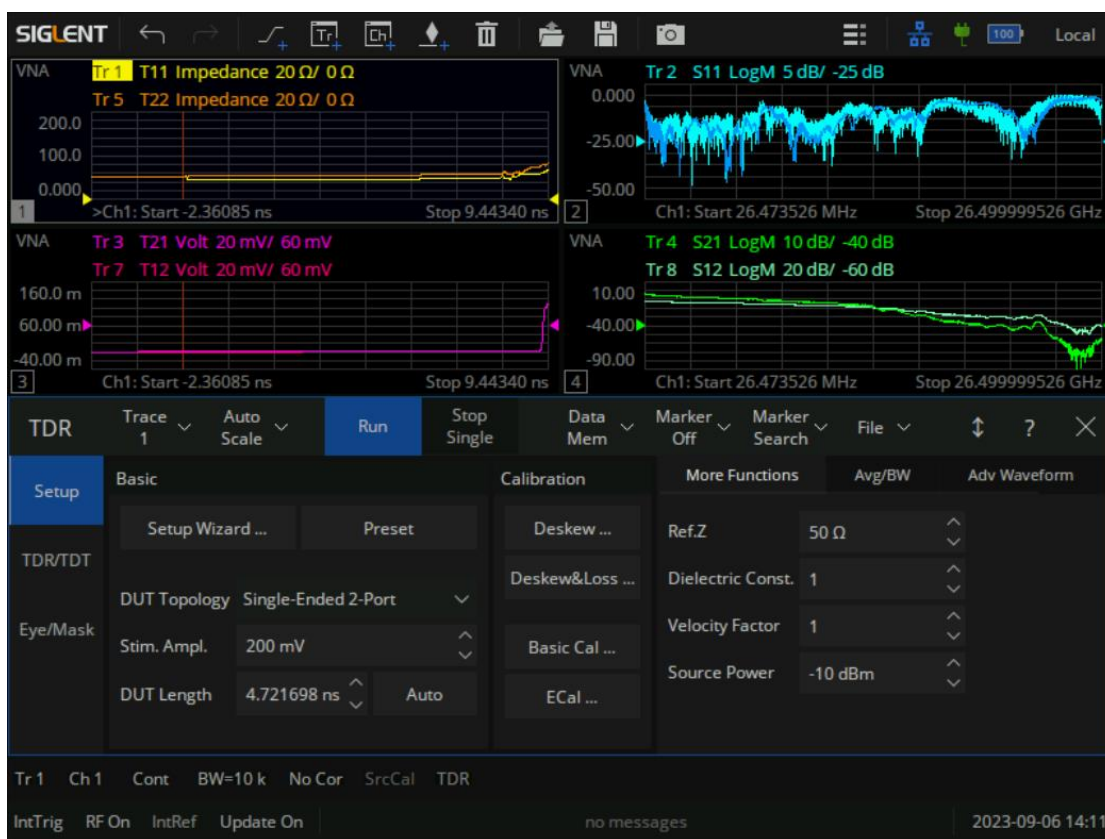 SIGLENT Tr Ch 100 Local
VNA Tr 1 T11 Impedance 20 Ω/ 0 Ω
Tr 5 T22 Impedance 20 Ω/ 0 Ω
200.0
100.0
0.000
1 >Ch1: Start -2.36085 ns Stop 9.44340 ns
VNA Tr 2 S11 LogM 5 dB/ -25 dB
0.000
-25.00
-50.00
2 Ch1: Start 26.473526 MHz Stop 26.499999526 GHz
VNA Tr 3 T21 Volt 20 mV/ 60 mV
Tr 7 T12 Volt 20 mV/ 60 mV
160.0 m
60.00 m
-40.00 m
3 Ch1: Start -2.36085 ns Stop 9.44340 ns
VNA Tr 4 S21 LogM 10 dB/ -40 dB
Tr 8 S12 LogM 20 dB/ -60 dB
10.00
-40.00
-90.00
4 Ch1: Start 26.473526 MHz Stop 26.499999526 GHz
TDR
Trace 1
Auto Scale
Run
Stop Single
Data Mem
Marker Off
Marker Search
File
?
Setup
TDR/TDT
Eye/Mask
Basic
Setup Wizard ... Preset
DUT Topology Single-Ended 2-Port
Stim. Ampl. 200 mV
DUT Length 4.721698 ns Auto
Calibration
Deskew ...
Deskew&Loss ...
Basic Cal ...
ECal ...
More Functions Avg/BW Adv Waveform
Ref.Z 50 Ω
Dielectric Const. 1
Velocity Factor 1
Source Power -10 dBm
Tr 1 Ch 1 Cont BW=10 k No Cor SrcCal TDR
IntTrig RF On IntRef Update On no messages 2023-09-06 14:11